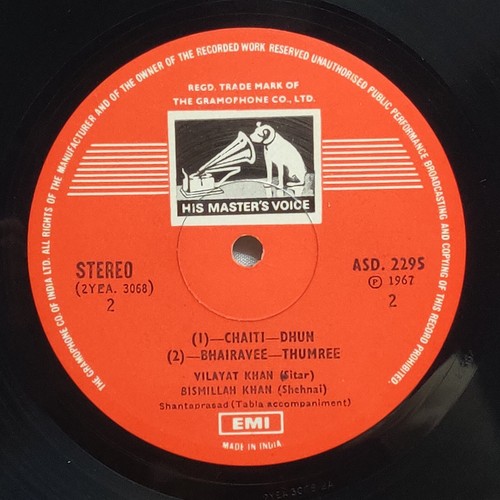 THE GRAMOPHONE CO. OF INDIA LTD. ALL RIGHTS OF THE MANUFACTURER AND OF THE OWNER OF THE RECORDED WORK RESERVED UNAUTHORISED PUBLIC PERFORMANCE BROADCASTING AND COPYING OF THIS RECORD PROHIBITED.
REGD. TRADE MARK OF
THE GRAMOFHONE CO., LTD.
HIS MASTER'S VOICE
STEREO
(2YEA. 3068)
2
ASD. 2295
Ⓟ 1967
2
(1)—CHAITI—DHUN
(2)—BHAIRAVEE—THUMREE
VILAYAT KHAN (Sitar)
BISMILLAH KHAN (Shehnai)
Shantaprasad (Tabla accompaniment)
EMI
MADE IN INDIA.